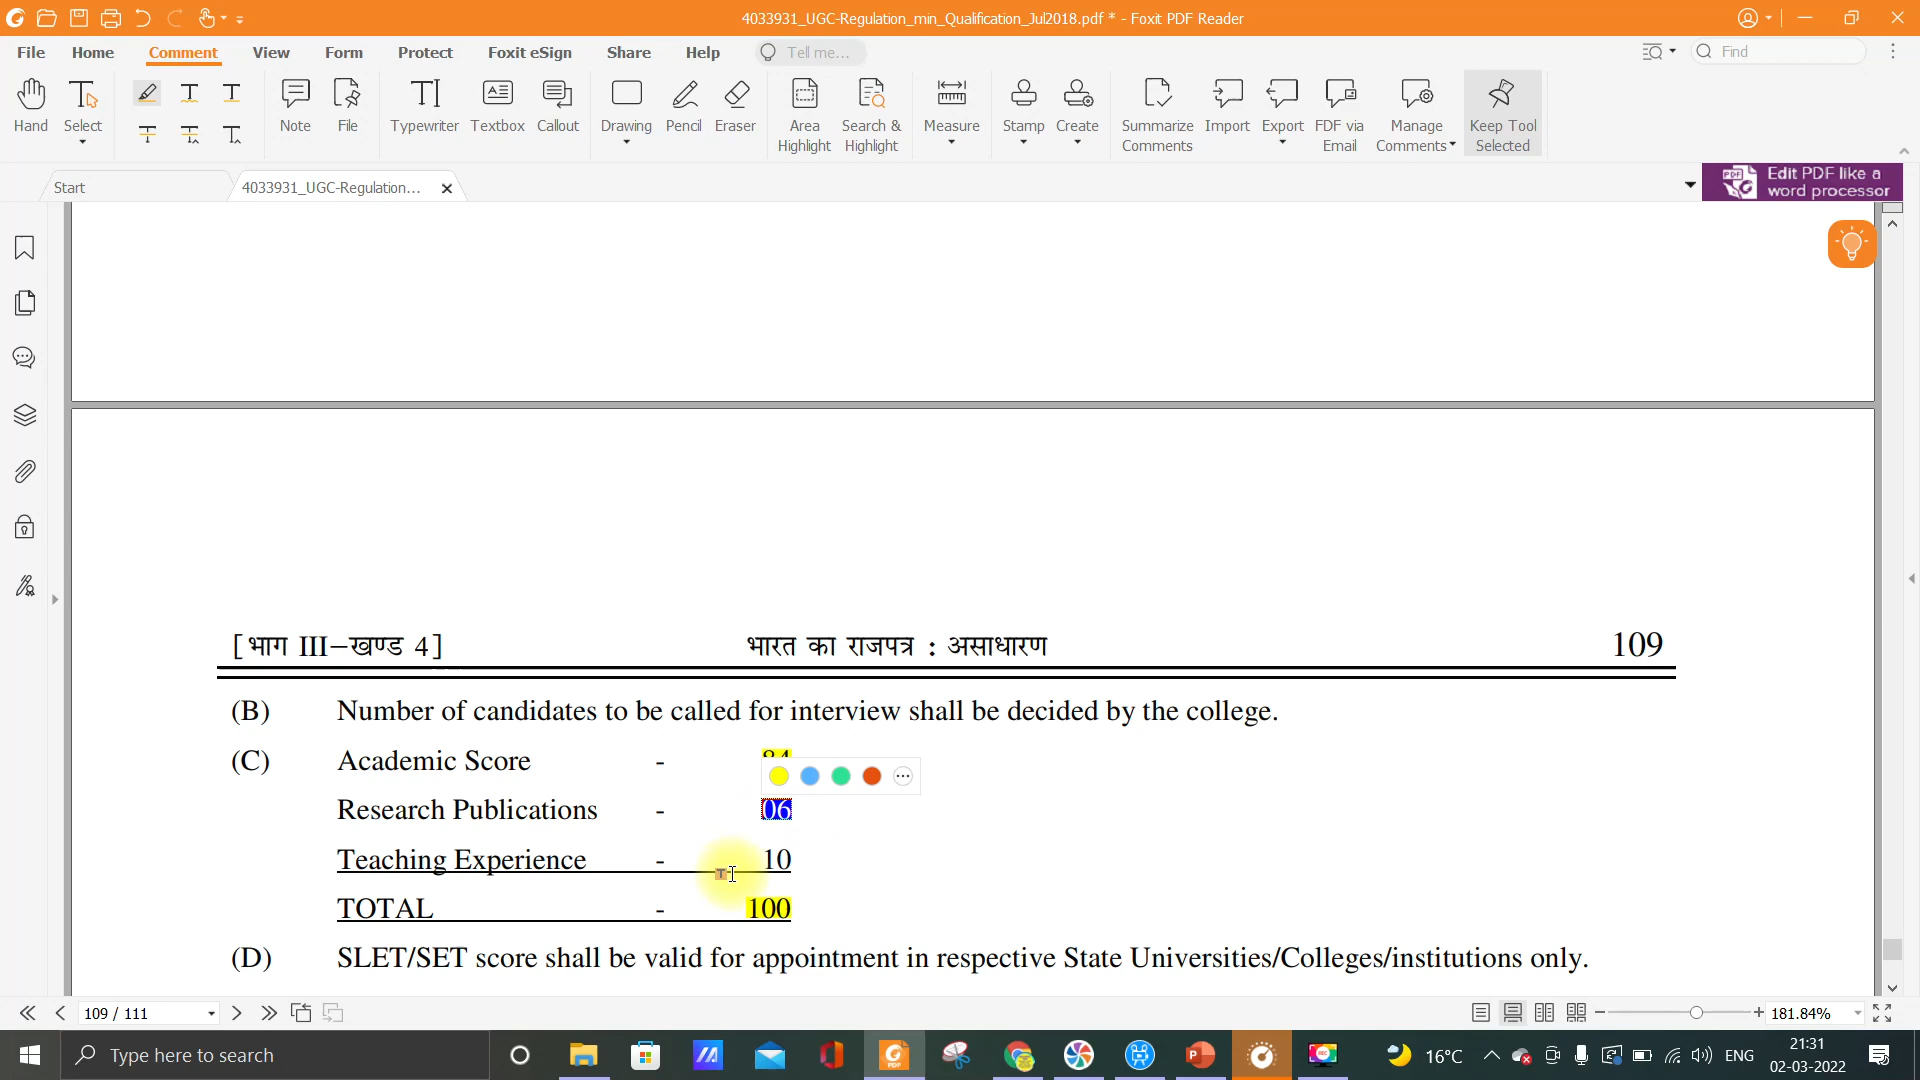 4033931_UGC-Regulation_min_Qualification_Jul2018.pdf * - Foxit PDF Reader
File Home Comment View Form Protect Foxit eSign Share Help Tell me... Find
Hand Select Note File Typewriter Textbox Callout Drawing Pencil Eraser Area Highlight Search & Highlight Measure Stamp Create Summarize Comments Import Export FDF via Email Manage Comments Keep Tool Selected
Start 4033931_UGC-Regulation... Edit PDF like a word processor
[भाग III—खण्ड 4] भारत का राजपत्र : असाधारण 109
(B) Number of candidates to be called for interview shall be decided by the college.
(C) Academic Score - 84
Research Publications - 06
Teaching Experience - 10
TOTAL - 100
(D) SLET/SET score shall be valid for appointment in respective State Universities/Colleges/institutions only.
109 / 111 181.84%
Type here to search 16°C ENG 21:31
02-03-2022